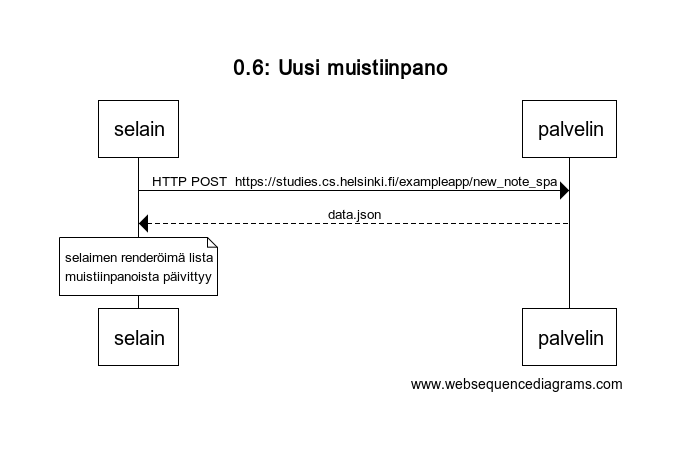 0.6: Uusi muistiinpano
selain
palvelin
HTTP POST  https://studies.cs.helsinki.fi/exampleapp/new_note_spa
data.json
selaimen renderöimä lista
muistiinpanoista päivittyy
selain
palvelin
www.websequencediagrams.com